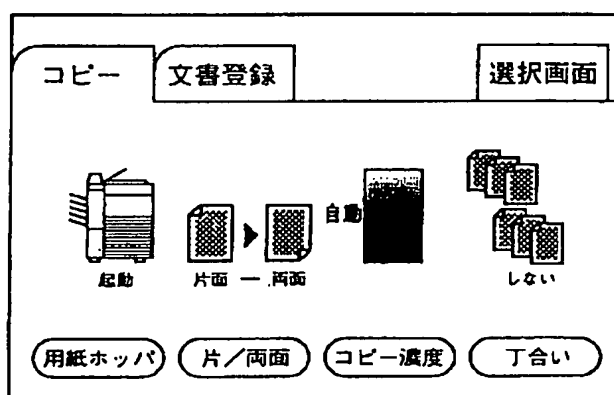 コピー 文書登録 選択画面
自動
起動 片面 — 両面 しない
用紙ホッパ 片／両面 コピー濃度 丁合い